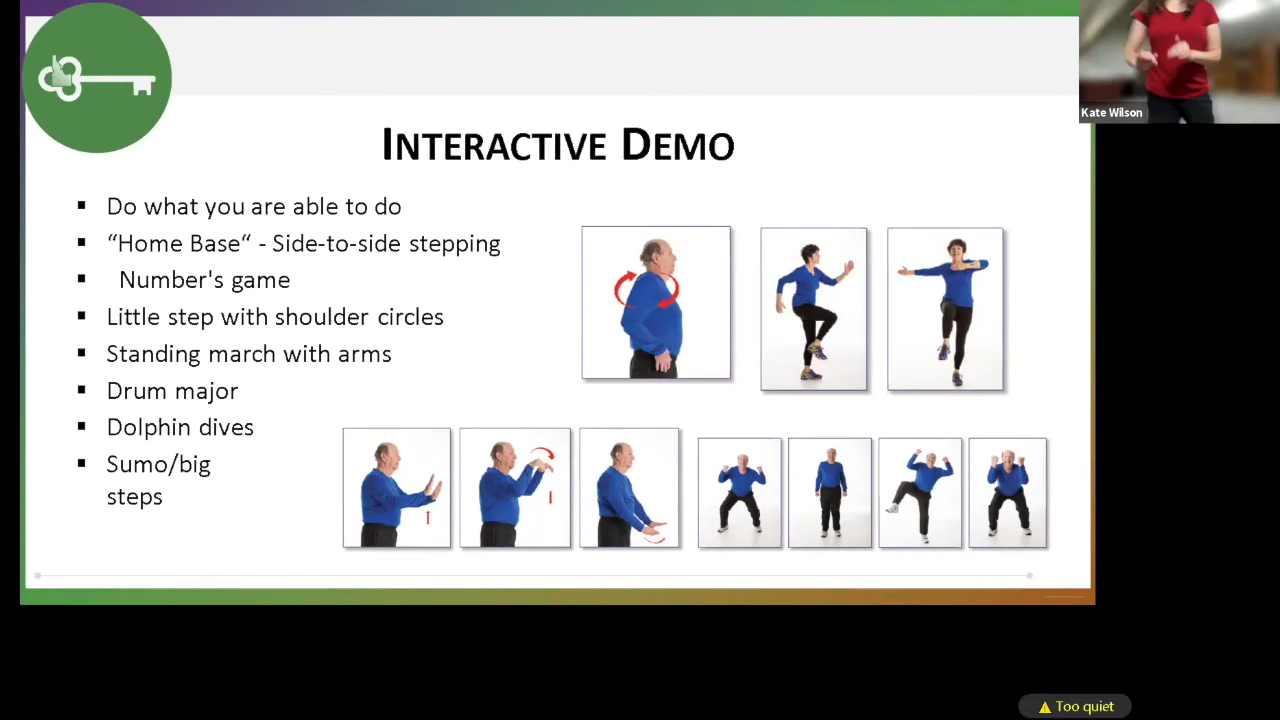 INTERACTIVE DEMO
▪ Do what you are able to do
▪ “Home Base“ - Side-to-side stepping
▪ Number's game
▪ Little step with shoulder circles
▪ Standing march with arms
▪ Drum major
▪ Dolphin dives
▪ Sumo/big
steps
Kate Wilson
Too quiet